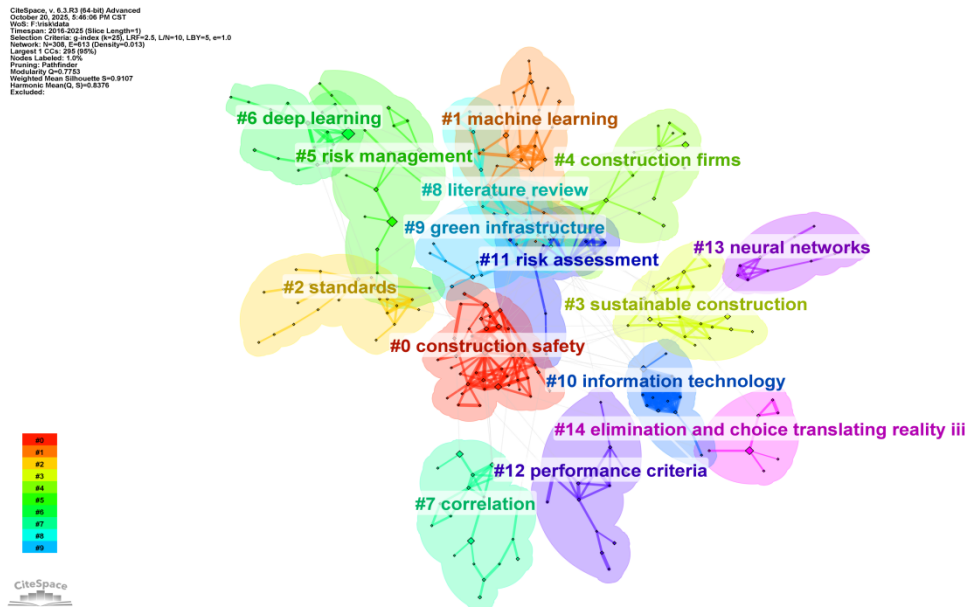 CiteSpace, v. 6.3.R3 (64-bit) Advanced
October 20, 2025, 5:46:06 PM CST
WoS: F:\risk\data
Timespan: 2016-2025 (Slice Length=1)
Selection Criteria: g-index (k=25), LRF=2.5, L/N=10, LBY=5, e=1.0
Network: N=308, E=613 (Density=0.013)
Largest 1 CCs: 295 (95%)
Nodes Labeled: 1.0%
Pruning: Pathfinder
Modularity Q=0.7753
Weighted Mean Silhouette S=0.9107
Harmonic Mean(Q, S)=0.8376
Excluded:
#6 deep learning
#1 machine learning
#5 risk management
#4 construction firms
#8 literature review
#9 green infrastructure
#13 neural networks
#11 risk assessment
#2 standards
#3 sustainable construction
#0 construction safety
#10 information technology
#14 elimination and choice translating reality iii
#12 performance criteria
#7 correlation
#0
#1
#2
#3
#4
#5
#6
#7
#8
#9
CiteSpace